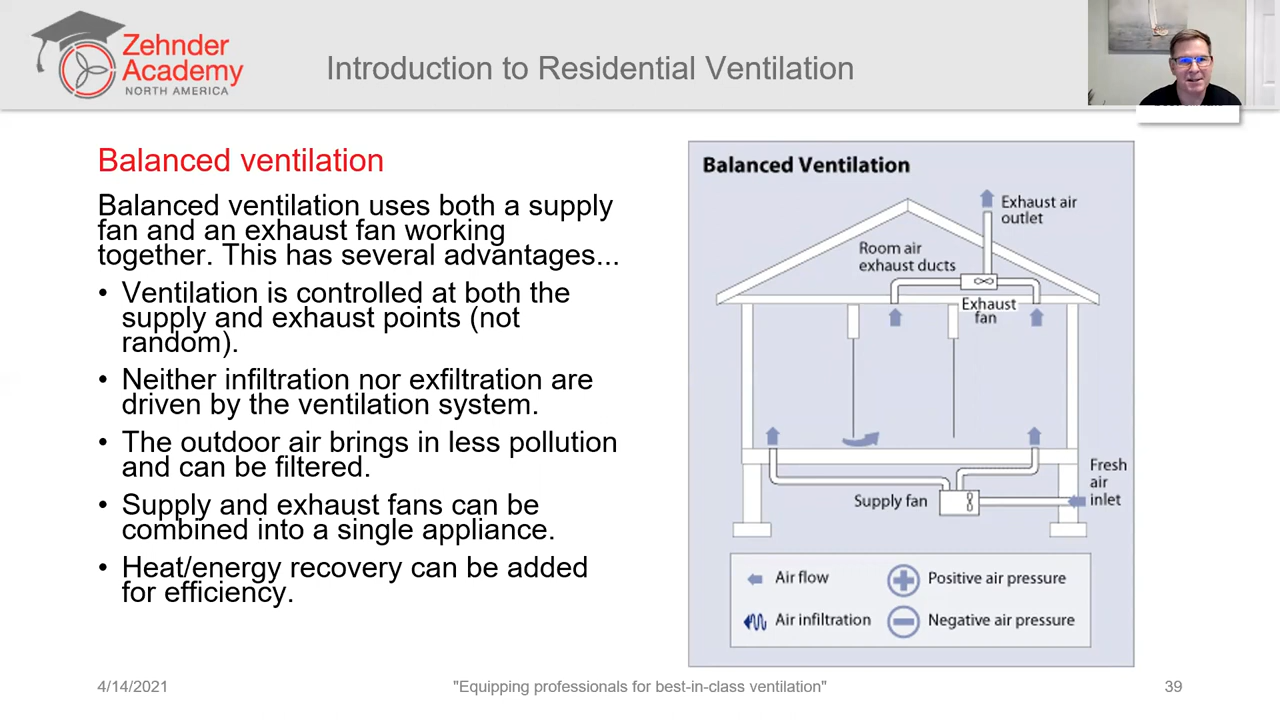 Zehnder
Academy
NORTH AMERICA
Introduction to Residential Ventilation
Balanced ventilation
Balanced ventilation uses both a supply
fan and an exhaust fan working
together. This has several advantages...
• Ventilation is controlled at both the
supply and exhaust points (not
random).
• Neither infiltration nor exfiltration are
driven by the ventilation system.
• The outdoor air brings in less pollution
and can be filtered.
• Supply and exhaust fans can be
combined into a single appliance.
• Heat/energy recovery can be added
for efficiency.
Balanced Ventilation
Exhaust air
outlet
Room air
exhaust ducts
Exhaust
fan
Fresh
air
inlet
Supply fan
Air flow
Positive air pressure
Air infiltration
Negative air pressure
4/14/2021
"Equipping professionals for best-in-class ventilation"
39